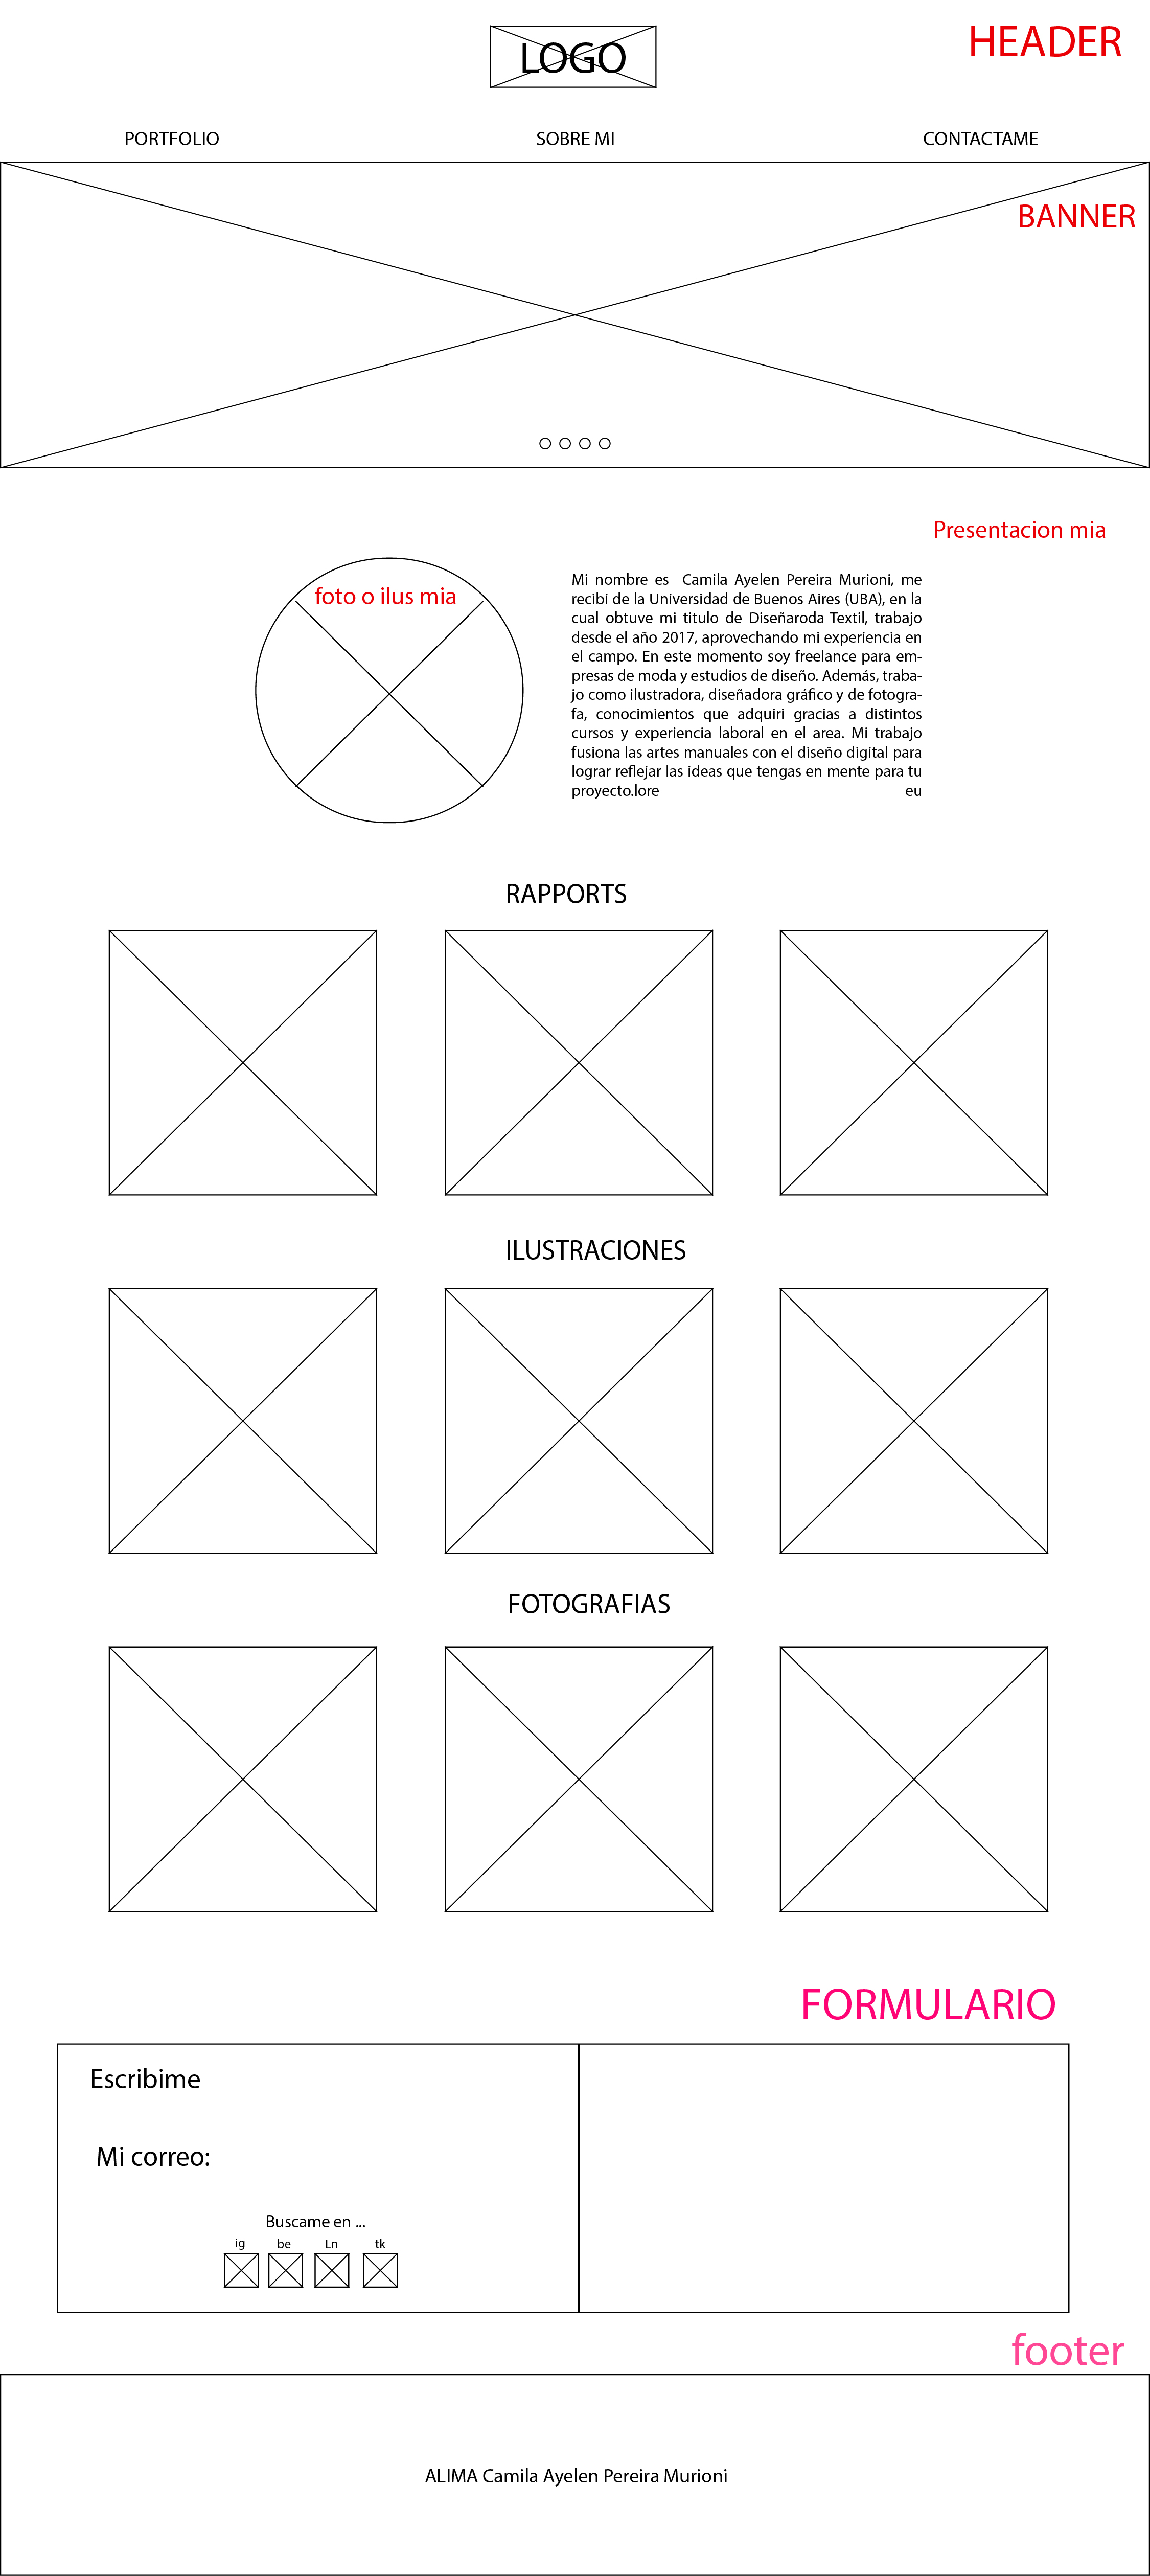 LOGO
HEADER
PORTFOLIO
SOBRE MI
CONTACTAME
BANNER
Presentacion mia
foto o ilus mia
Mi nombre es Camila Ayelen Pereira Murioni, me
recibi de la Universidad de Buenos Aires (UBA), en la
cual obtuve mi titulo de Diseñaroda Textil, trabajo
desde el año 2017, aprovechando mi experiencia en
el campo. En este momento soy freelance para em-
presas de moda y estudios de diseño. Además, traba-
jo como ilustradora, diseñadora gráfico y de fotogra-
fa, conocimientos que adquiri gracias a distintos
cursos y experiencia laboral en el area. Mi trabajo
fusiona las artes manuales con el diseño digital para
lograr reflejar las ideas que tengas en mente para tu
proyecto.lore eu
RAPPORTS
ILUSTRACIONES
FOTOGRAFIAS
FORMULARIO
Escribime
Mi correo:
Buscame en ...
ig be Ln tk
footer
ALIMA Camila Ayelen Pereira Murioni